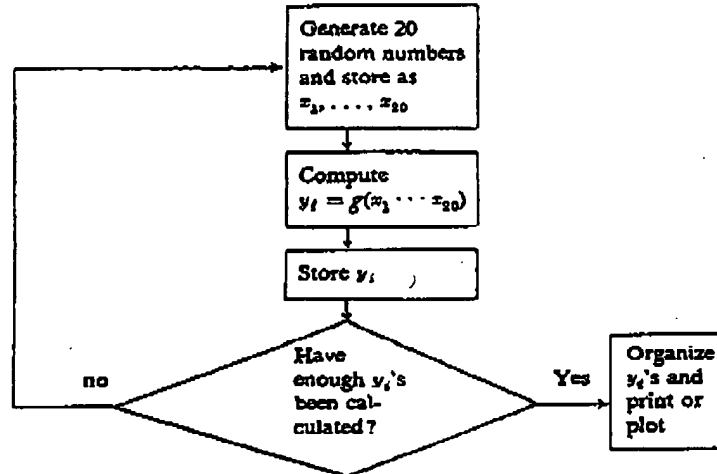 Generate 20
random numbers
and store as
x₁, . . . , x₂₀
Compute
yᵢ = g(x₁ ··· x₂₀)
Store yᵢ
Have
enough yᵢ's
been cal-
culated?
no
Yes
Organize
yᵢ's and
print or
plot